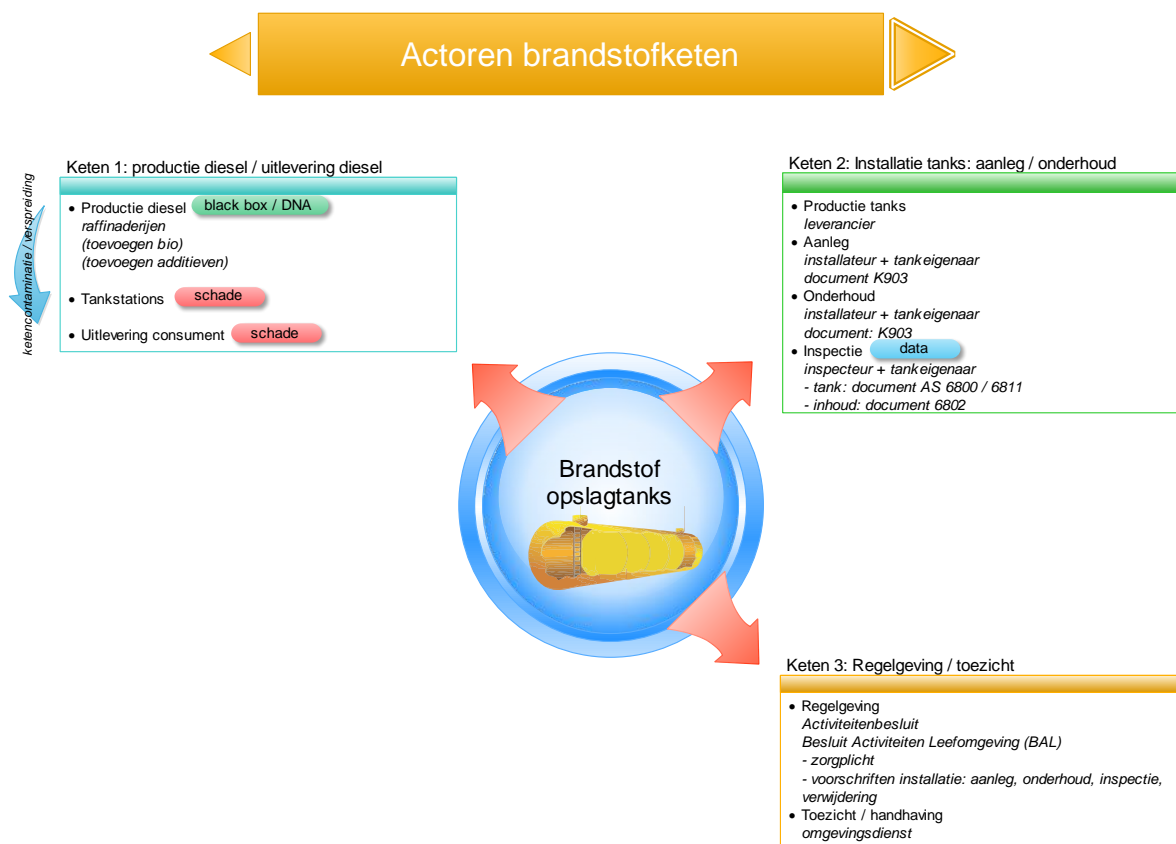 Actoren brandstofketen
Keten 1: productie diesel / uitlevering diesel
ketencontaminatie / verspreiding
• Productie diesel black box / DNA
raffinaderijen
(toevoegen bio)
(toevoegen additieven)
• Tankstations schade
• Uitlevering consument schade
Keten 2: Installatie tanks: aanleg / onderhoud
• Productie tanks
leverancier
• Aanleg
installateur + tankeigenaar
document K903
• Onderhoud
installateur + tankeigenaar
document: K903
• Inspectie data
inspecteur + tankeigenaar
- tank: document AS 6800 / 6811
- inhoud: document 6802
Brandstof
opslagtanks
Keten 3: Regelgeving / toezicht
• Regelgeving
Activiteitenbesluit
Besluit Activiteiten Leefomgeving (BAL)
- zorgplicht
- voorschriften installatie: aanleg, onderhoud, inspectie,
verwijdering
• Toezicht / handhaving
omgevingsdienst